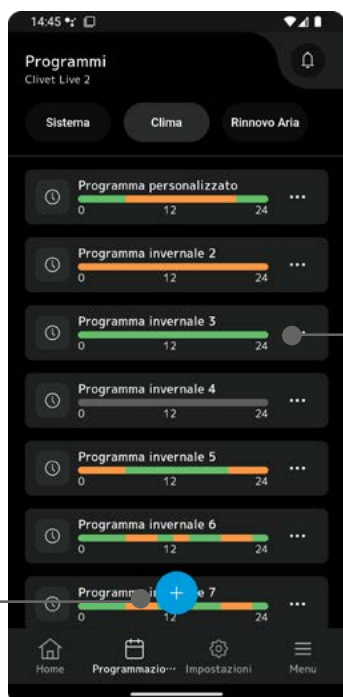 14:45
Programmi
Clivet Live 2
Sistema Clima Rinnovo Aria
Programma personalizzato
0 12 24
Programma invernale 2
0 12 24
Programma invernale 3
0 12 24
Programma invernale 4
0 12 24
Programma invernale 5
0 12 24
Programma invernale 6
0 12 24
7
0 24
Home Programmazio··· Impostazioni Menu